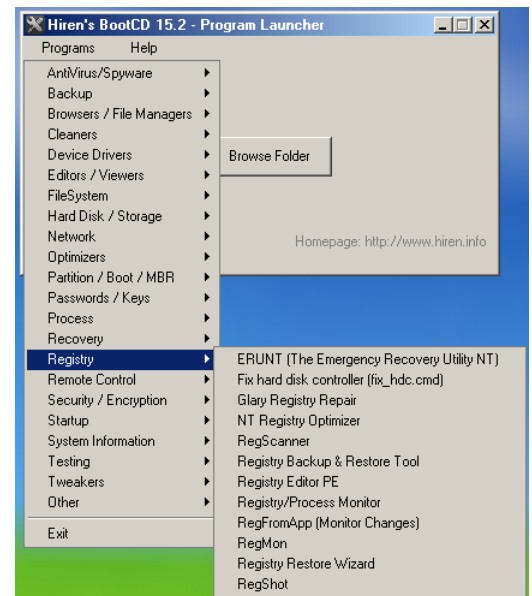 Hiren's BootCD 15.2 - Program Launcher
Programs Help
AntiVirus/Spyware
Backup
Browsers / File Managers
Cleaners
Device Drivers
Editors / Viewers
FileSystem
Hard Disk / Storage
Network
Optimizers
Partition / Boot / MBR
Passwords / Keys
Process
Recovery
Registry
Remote Control
Security / Encryption
Startup
System Information
Testing
Tweakers
Other
Exit
Browse Folder
Homepage: http://www.hiren.info
ERUNT (The Emergency Recovery Utility NT)
Fix hard disk controller (fix_hdc.cmd)
Glary Registry Repair
NT Registry Optimizer
RegScanner
Registry Backup & Restore Tool
Registry Editor PE
Registry/Process Monitor
RegFromApp (Monitor Changes)
RegMon
Registry Restore Wizard
RegShot